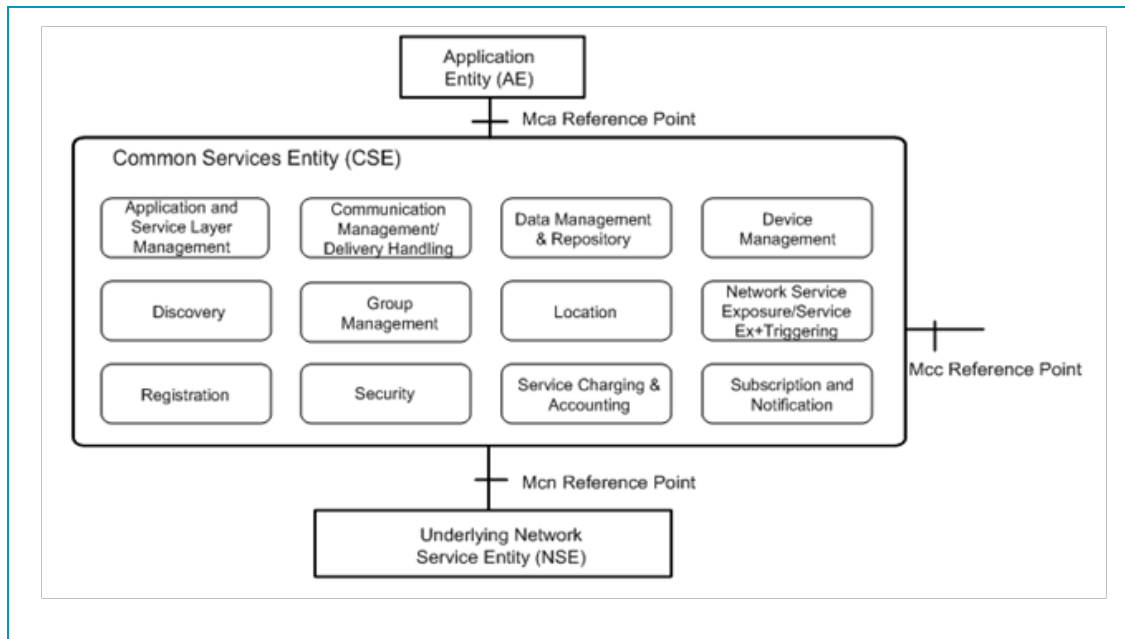 Application
Entity (AE)
Mca Reference Point
Common Services Entity (CSE)
Application and
Service Layer
Management
Communication
Management/
Delivery Handling
Data Management
& Repository
Device
Management
Discovery
Group
Management
Location
Network Service
Exposure/Service
Ex+Triggering
Mcc Reference Point
Registration
Security
Service Charging &
Accounting
Subscription and
Notification
Mcn Reference Point
Underlying Network
Service Entity (NSE)